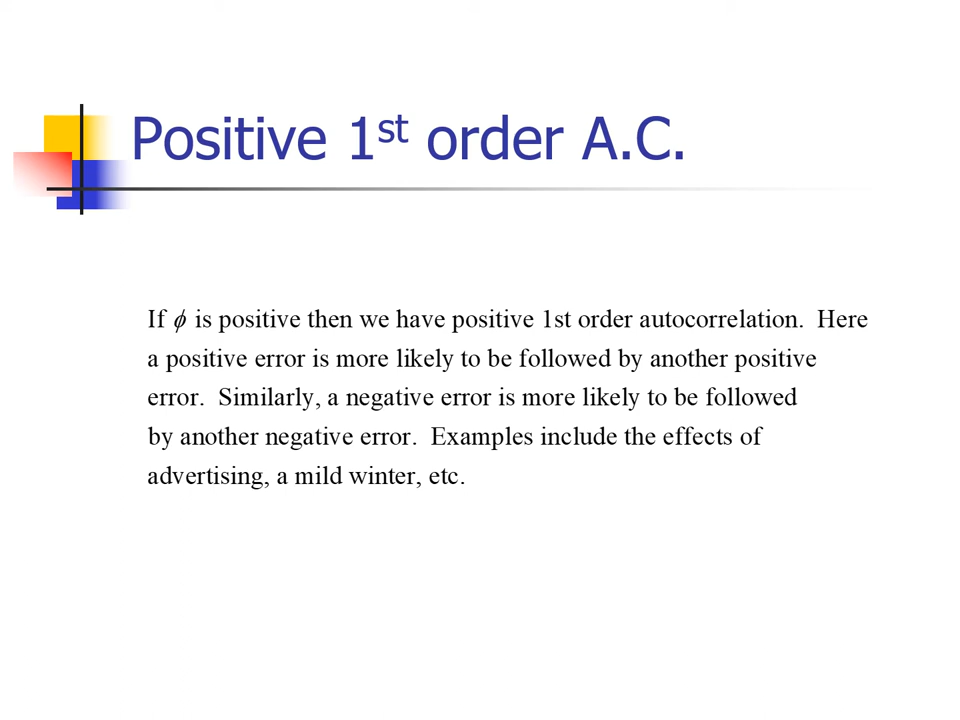 Positive 1st order A.C.
If ϕ is positive then we have positive 1st order autocorrelation. Here
a positive error is more likely to be followed by another positive
error. Similarly, a negative error is more likely to be followed
by another negative error. Examples include the effects of
advertising, a mild winter, etc.